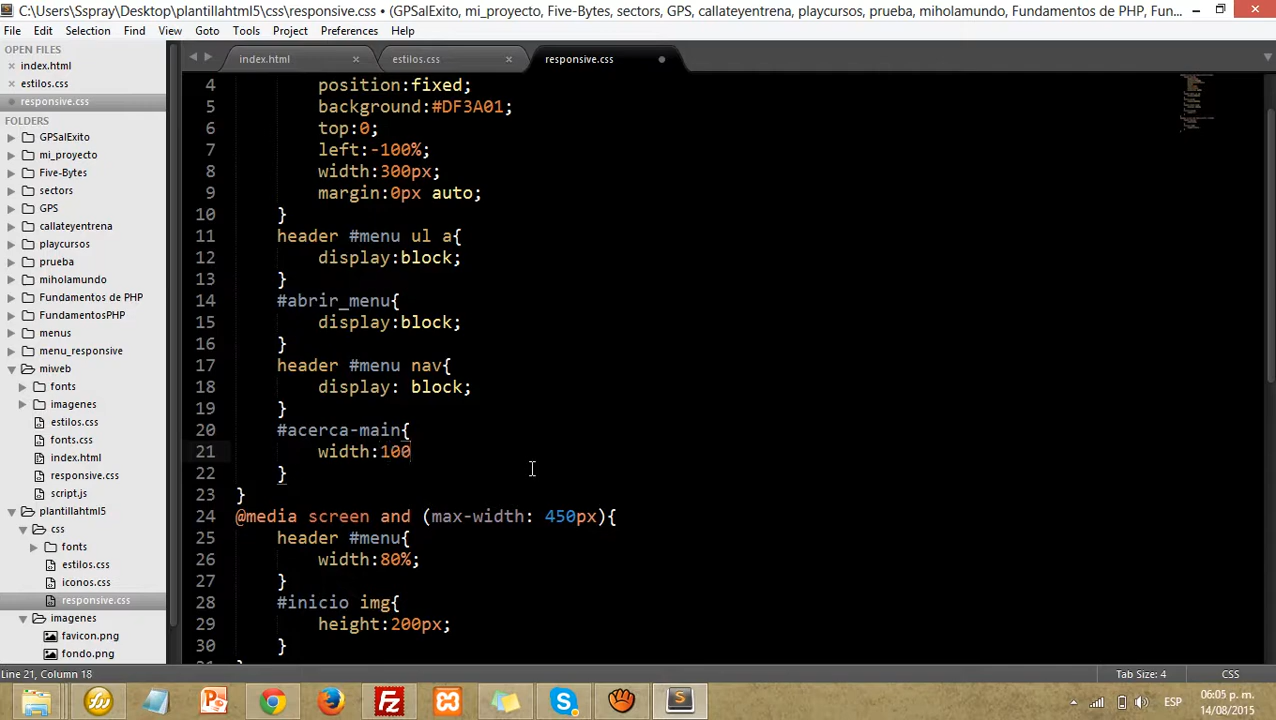 C:\Users\Sspray\Desktop\plantillahtml5\css\responsive.css • (GPSalExito, mi_proyecto, Five-Bytes, sectors, GPS, callateyentrena, playcursos, prueba, miholamundo, Fundamentos de PHP, Fun...
File Edit Selection Find View Goto Tools Project Preferences Help
OPEN FILES
index.html
estilos.css
responsive.css
FOLDERS
GPSalExito
mi_proyecto
Five-Bytes
sectors
GPS
callateyentrena
playcursos
prueba
miholamundo
Fundamentos de PHP
FundamentosPHP
menus
menu_responsive
miweb
fonts
imagenes
estilos.css
fonts.css
index.html
responsive.css
script.js
plantillahtml5
css
fonts
estilos.css
iconos.css
responsive.css
imagenes
favicon.png
fondo.png
index.html estilos.css responsive.css
4 position:fixed;
5 background:#DF3A01;
6 top:0;
7 left:-100%;
8 width:300px;
9 margin:0px auto;
10 }
11 header #menu ul a{
12 display:block;
13 }
14 #abrir_menu{
15 display:block;
16 }
17 header #menu nav{
18 display: block;
19 }
20 #acerca-main{
21 width:100
22 }
23 }
24 @media screen and (max-width: 450px){
25 header #menu{
26 width:80%;
27 }
28 #inicio img{
29 height:200px;
30 }
Line 21, Column 18 Tab Size: 4 CSS
ESP
06:05 p. m.
14/08/2015